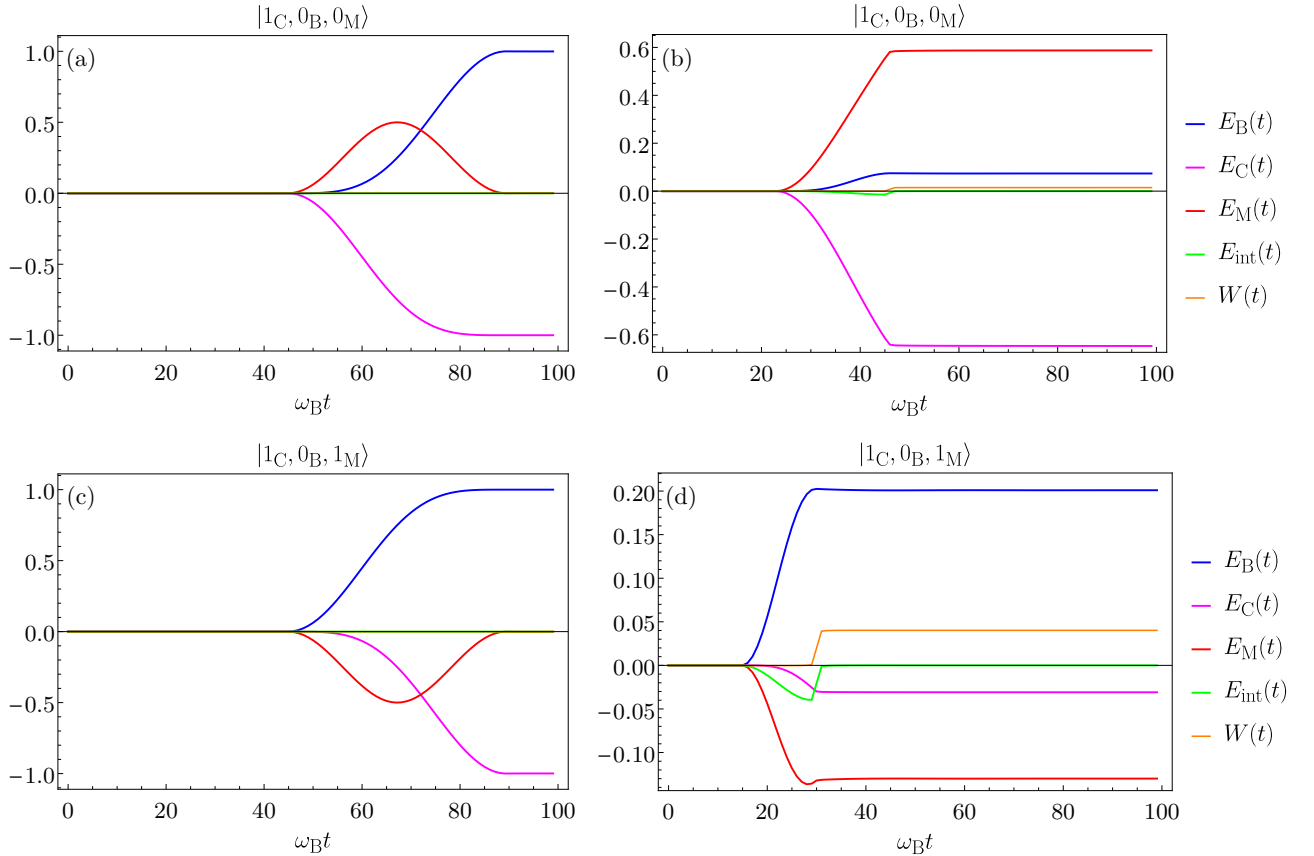 |1_C, 0_B, 0_M⟩
(a)
1.0
0.5
0.0
−0.5
−1.0
0 20 40 60 80 100
ω_B t
|1_C, 0_B, 0_M⟩
(b)
0.6
0.4
0.2
0.0
−0.2
−0.4
−0.6
0 20 40 60 80 100
ω_B t
E_B(t)
E_C(t)
E_M(t)
E_int(t)
W(t)
|1_C, 0_B, 1_M⟩
(c)
1.0
0.5
0.0
−0.5
−1.0
0 20 40 60 80 100
ω_B t
|1_C, 0_B, 1_M⟩
(d)
0.20
0.15
0.10
0.05
0.00
−0.05
−0.10
0 20 40 60 80 100
ω_B t
E_B(t)
E_C(t)
E_M(t)
E_int(t)
W(t)